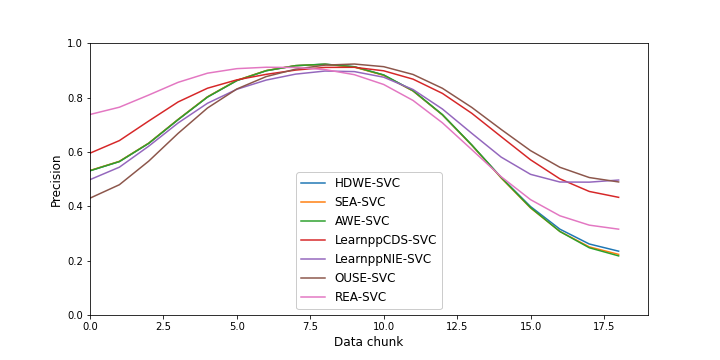 1.0
0.8
0.6
0.4
0.2
0.0
Precision
HDWE-SVC
SEA-SVC
AWE-SVC
LearnppCDS-SVC
LearnppNIE-SVC
OUSE-SVC
REA-SVC
0.0 2.5 5.0 7.5 10.0 12.5 15.0 17.5
Data chunk